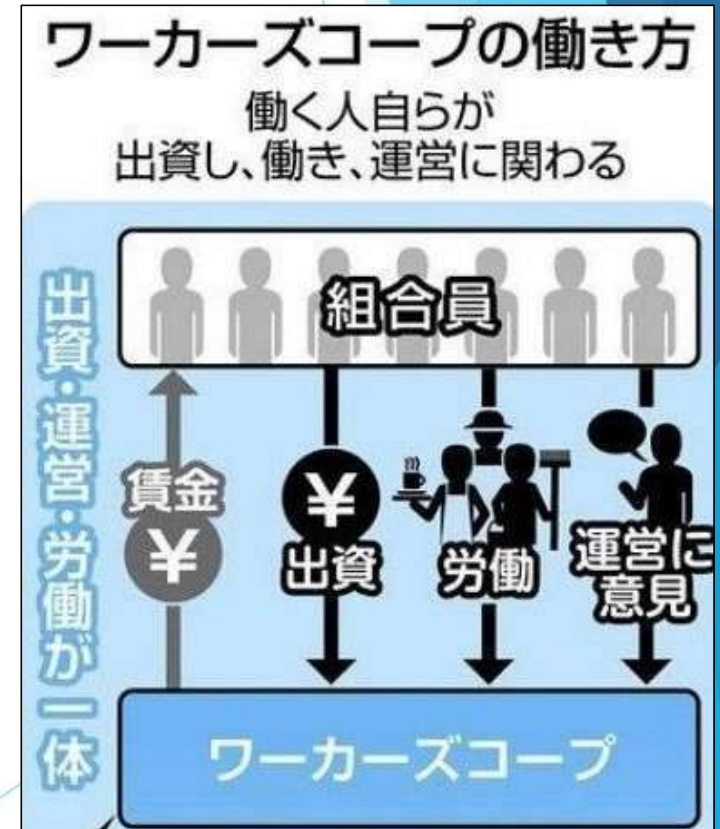 ワーカーズコープの働き方
働く人自らが
出資し、働き、運営に関わる
出資・運営・労働が一体
組合員
賃金
¥
¥
出資
労働
運営に
意見
ワーカーズコープ